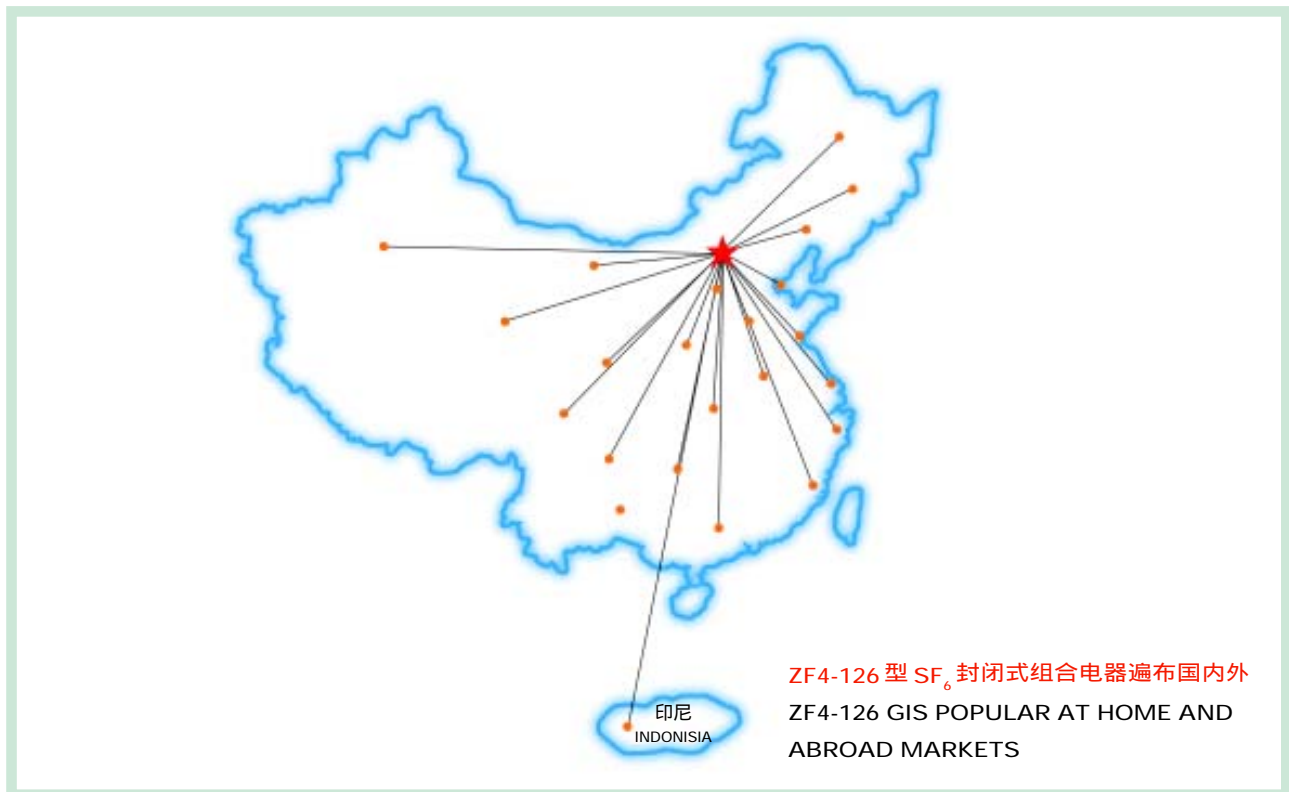 印尼
INDONISIA
ZF4-126 型 SF₆ 封闭式组合电器遍布国内外
ZF4-126 GIS POPULAR AT HOME AND
ABROAD MARKETS